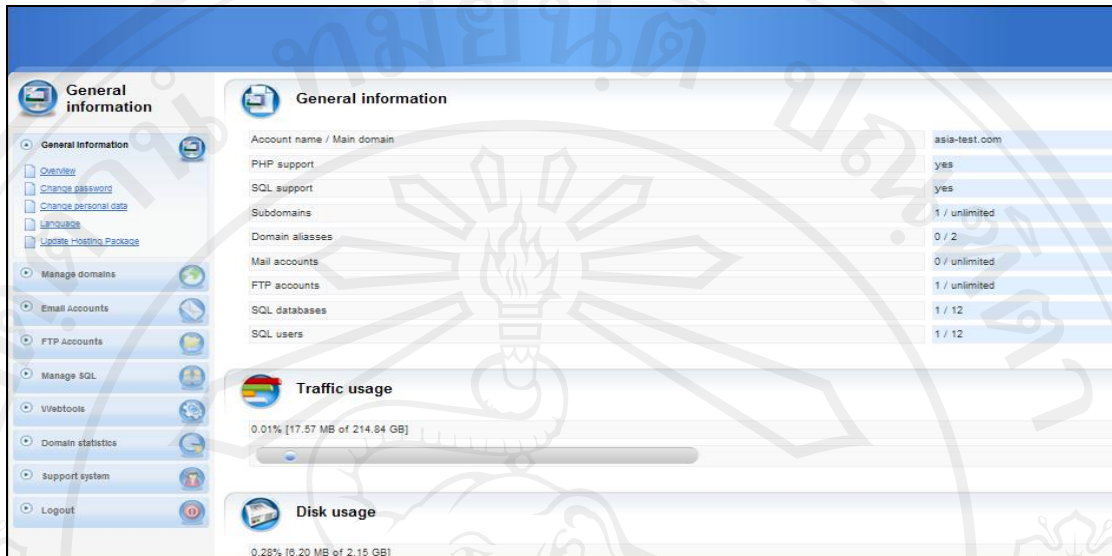 General information
General Information
Overview
Change password
Change personal data
Language
Update Hosting Package
Manage domains
Email Accounts
FTP Accounts
Manage SQL
Webtools
Domain statistics
Support system
Logout
General information
Account name / Main domain asia-test.com
PHP support yes
SQL support yes
Subdomains 1 / unlimited
Domain aliasses 0 / 2
Mail accounts 0 / unlimited
FTP accounts 1 / unlimited
SQL databases 1 / 12
SQL users 1 / 12
Traffic usage
0.01% [17.57 MB of 214.84 GB]
Disk usage
0.28% [6.20 MB of 2.15 GB]